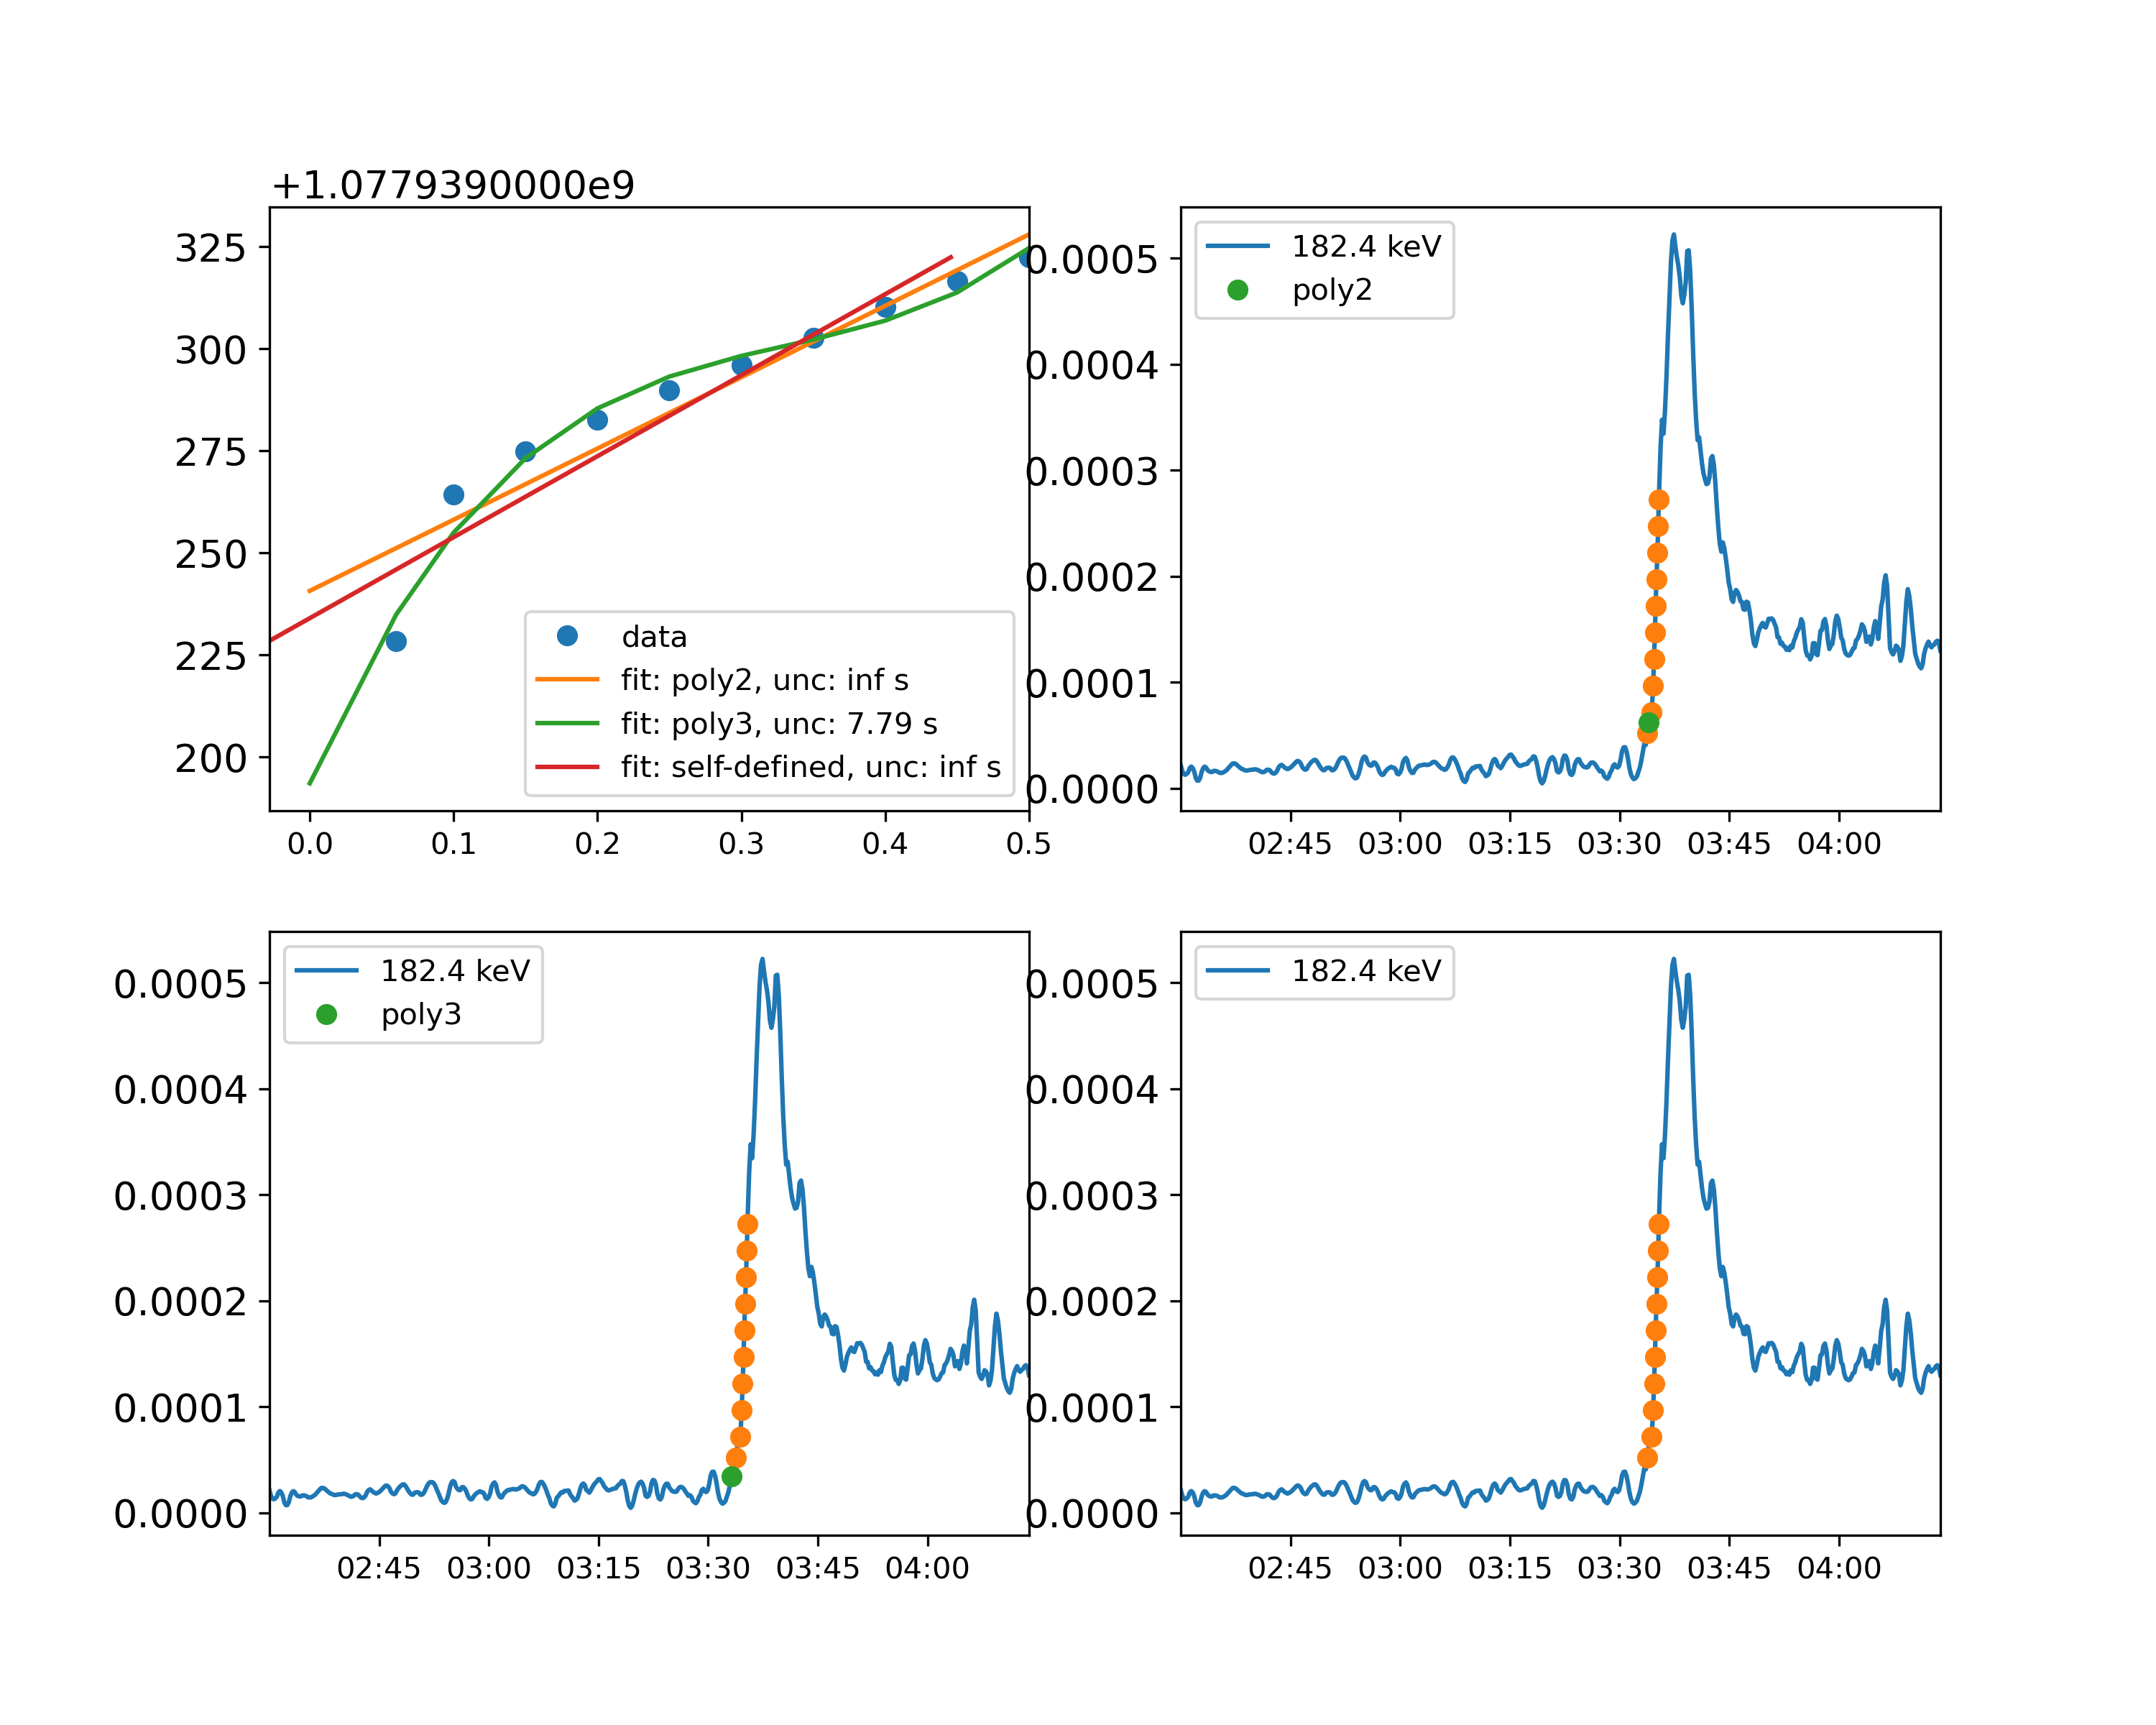 +1.0779390000e9
325
300
275
250
225
200
data
fit: poly2, unc: inf s
fit: poly3, unc: 7.79 s
fit: self-defined, unc: inf s
0.0 0.1 0.2 0.3 0.4 0.5
182.4 keV
poly2
0.0005
0.0004
0.0003
0.0002
0.0001
0.0000
02:45 03:00 03:15 03:30 03:45 04:00
182.4 keV
poly3
0.0005
0.0004
0.0003
0.0002
0.0001
0.0000
02:45 03:00 03:15 03:30 03:45 04:00
182.4 keV
0.0005
0.0004
0.0003
0.0002
0.0001
0.0000
02:45 03:00 03:15 03:30 03:45 04:00